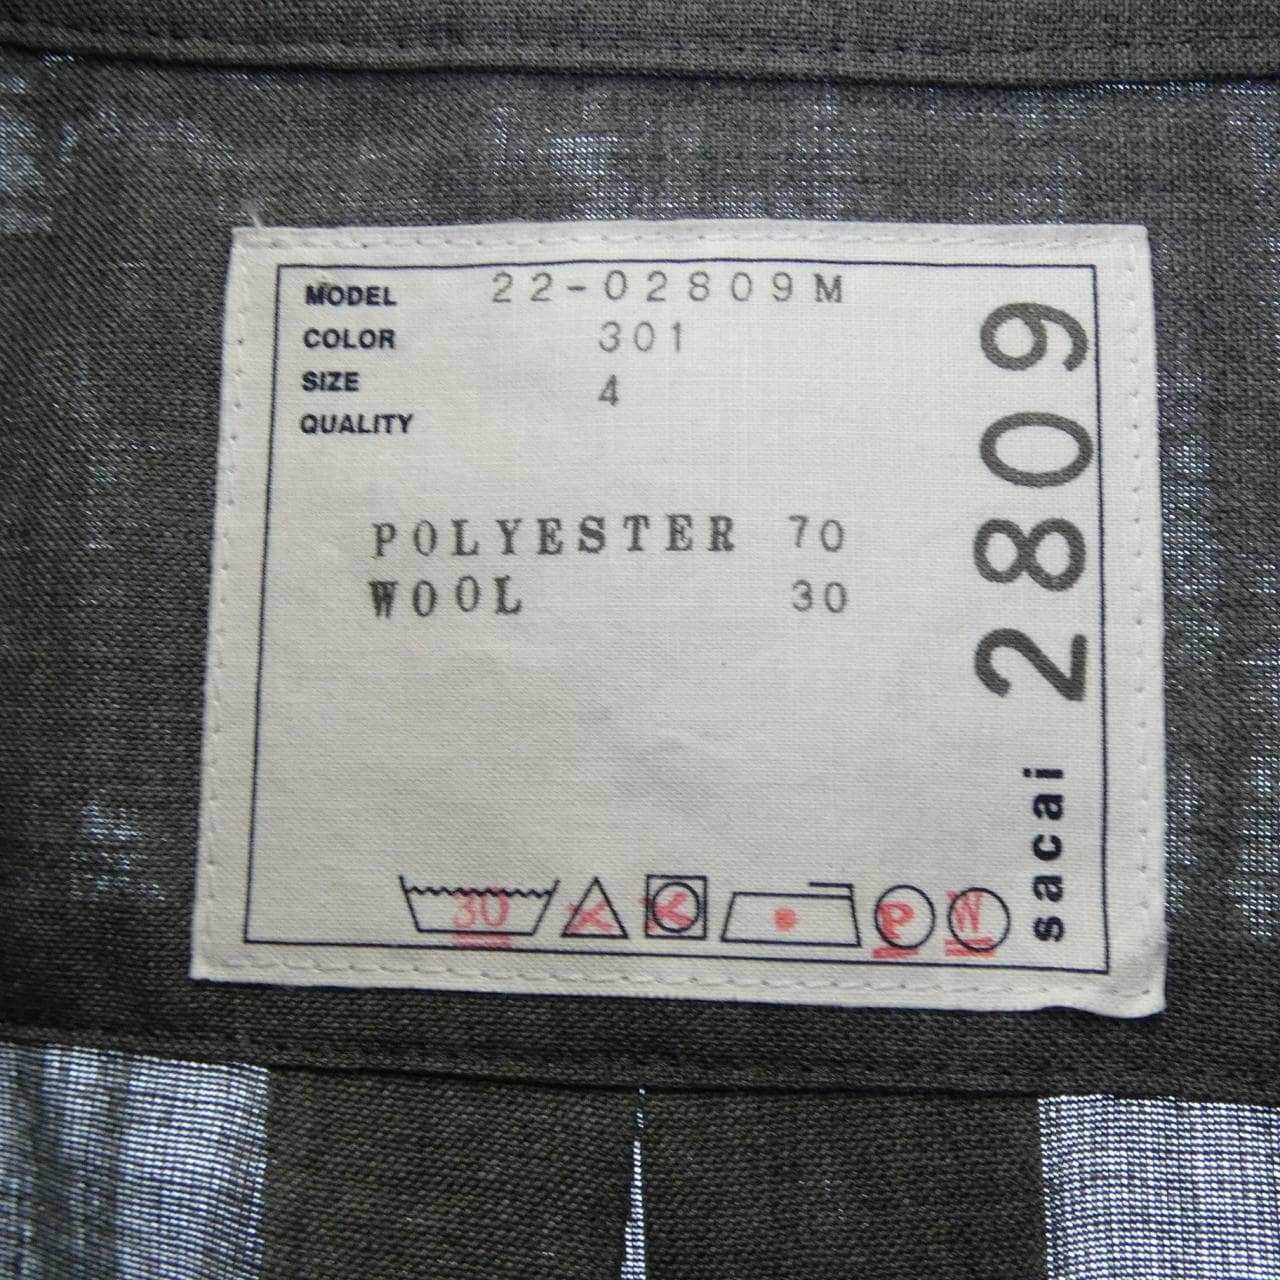 MODEL 22-02809M
COLOR 301
SIZE 4
QUALITY
POLYESTER 70
WOOL 30
30
P
W
sacai 2809